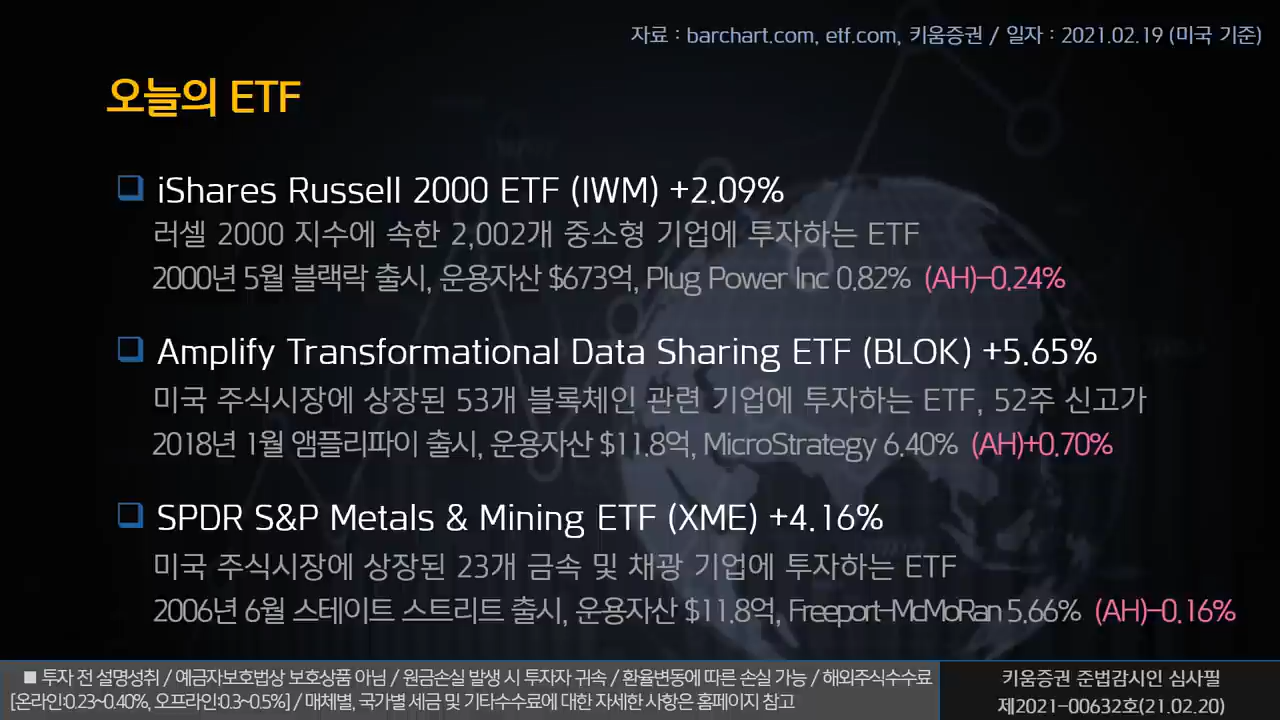 자료 : barchart.com, etf.com, 키움증권 / 일자 : 2021.02.19 (미국 기준)
오늘의 ETF
❑ iShares Russell 2000 ETF (IWM) +2.09%
러셀 2000 지수에 속한 2,002개 중소형 기업에 투자하는 ETF
2000년 5월 블랙락 출시, 운용자산 $673억, Plug Power Inc 0.82% (AH)-0.24%
❑ Amplify Transformational Data Sharing ETF (BLOK) +5.65%
미국 주식시장에 상장된 53개 블록체인 관련 기업에 투자하는 ETF, 52주 신고가
2018년 1월 앰플리파이 출시, 운용자산 $11.8억, MicroStrategy 6.40% (AH)+0.70%
❑ SPDR S&P Metals & Mining ETF (XME) +4.16%
미국 주식시장에 상장된 23개 금속 및 채광 기업에 투자하는 ETF
2006년 6월 스테이트 스트리트 출시, 운용자산 $11.8억, Freeport-McMoRan 5.66% (AH)-0.16%
■ 투자 전 설명성취 / 예금자보호법상 보호상품 아님 / 원금손실 발생 시 투자자 귀속 / 환율변동에 따른 손실 가능 / 해외주식수수료
[온라인:0.23~0.40%, 오프라인:0.3~0.5%] / 매체별, 국가별 세금 및 기타수수료에 대한 자세한 사항은 홈페이지 참고
키움증권 준법감시인 심사필
제2021-00632호(21.02.20)